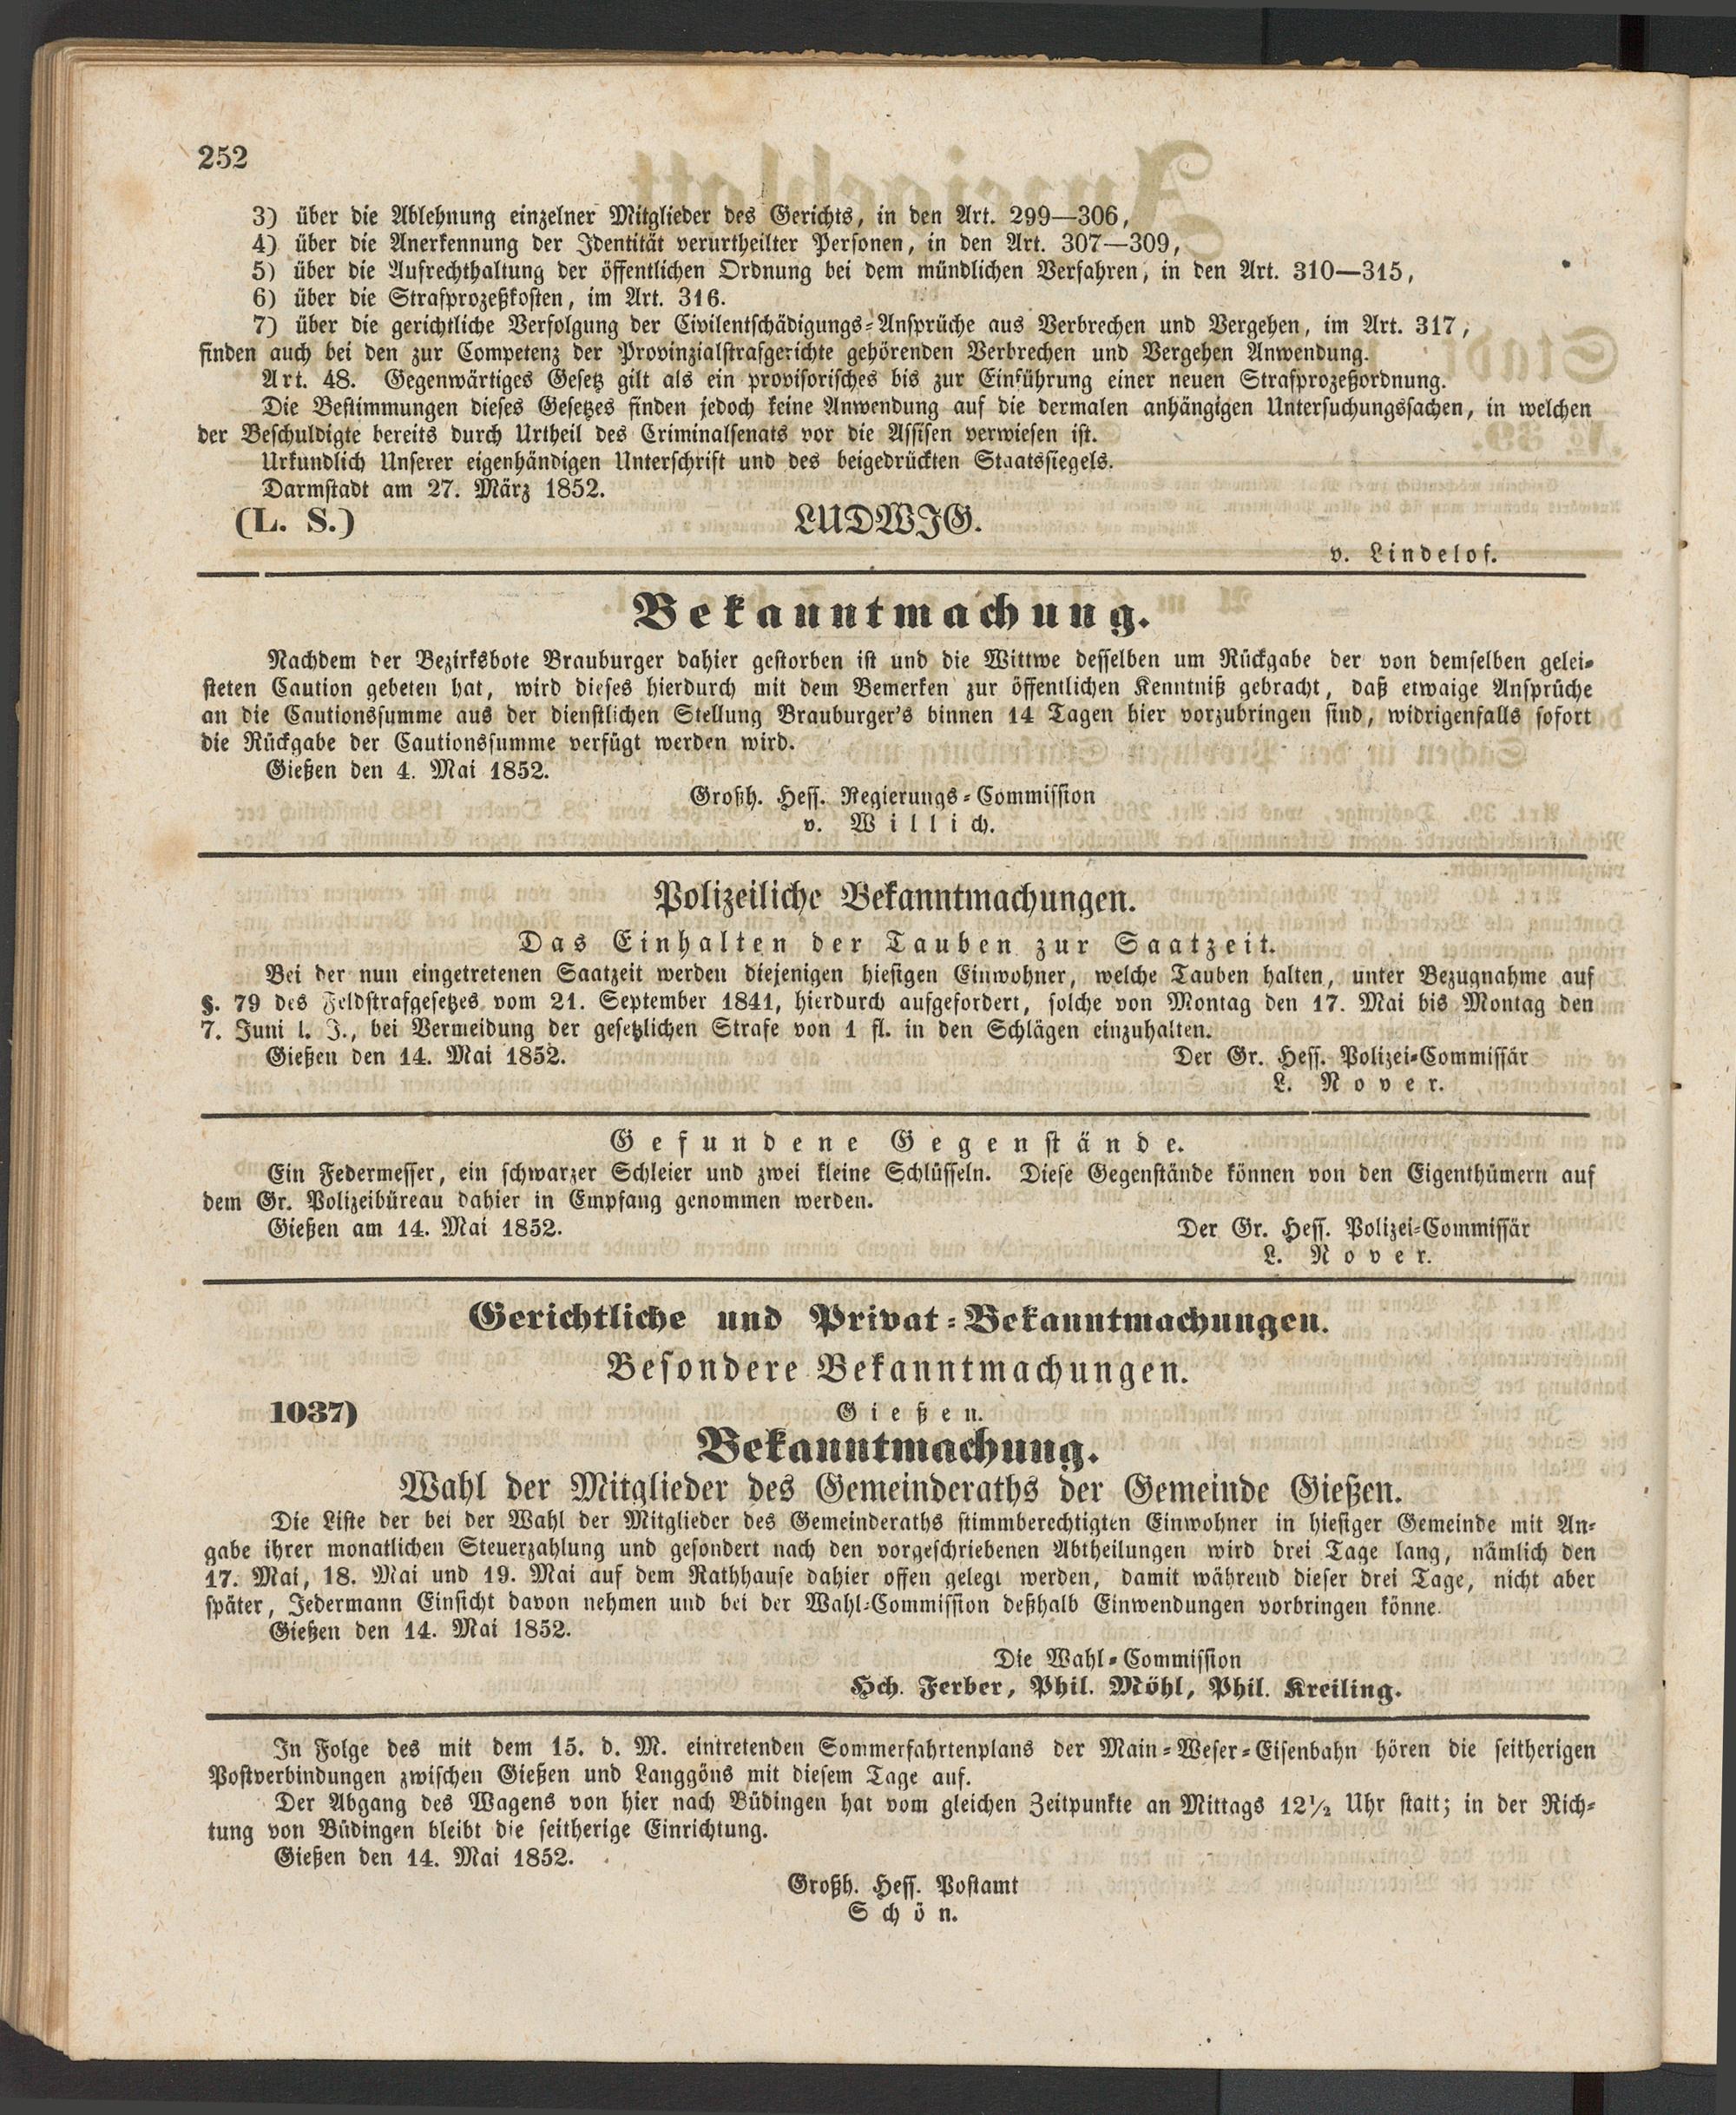 252
3) über die Ablehnung einzelner Mitglieder des Gerichts, in den Art. 299—306,
4) über die Anerkennung der Identität verurtheilter Personen, in den Art. 307—309,
5) über die Aufrechthaltung der öffentlichen Ordnung bei dem mündlichen Verfahren, in den Art. 310—315,
6) über die Strafprozeßkosten, im Art. 316.
7) über die gerichtliche Verfolgung der Civilentschädigungs-Ansprüche aus Verbrechen und Vergehen, im Art. 317,
finden auch bei den zur Competenz der Provinzialstrafgerichte gehörenden Verbrechen und Vergehen Anwendung.
Art. 48. Gegenwärtiges Gesetz gilt als ein provisorisches bis zur Einführung einer neuen Strafprozeßordnung.
Die Bestimmungen dieses Gesetzes finden jedoch keine Anwendung auf die dermalen anhängigen Untersuchungssachen, in welchen
der Beschuldigte bereits durch Urtheil des Criminalsenats vor die Assisen verwiesen ist.
Urkundlich Unserer eigenhändigen Unterschrift und des beigedrückten Staatssiegels.
Darmstadt am 27. März 1852.
(L. S.) LUDWIG.
v. Lindelof.
Bekanntmachung.
Nachdem der Bezirksbote Brauburger dahier gestorben ist und die Wittwe desselben um Rückgabe der von demselben gelei-
steten Caution gebeten hat, wird dieses hierdurch mit dem Bemerken zur öffentlichen Kenntniß gebracht, daß etwaige Ansprüche
an die Cautionssumme aus der dienstlichen Stellung Brauburger's binnen 14 Tagen hier vorzubringen sind, widrigenfalls sofort
die Rückgabe der Cautionssumme verfügt werden wird.
Gießen den 4. Mai 1852.
Großh. Hess. Regierungs-Commission
v. Willich.
Polizeiliche Bekanntmachungen.
Das Einhalten der Tauben zur Saatzeit.
Bei der nun eingetretenen Saatzeit werden diejenigen hiesigen Einwohner, welche Tauben halten, unter Bezugnahme auf
§. 79 des Feldstrafgesetzes vom 21. September 1841, hierdurch aufgefordert, solche von Montag den 17. Mai bis Montag den
7. Juni l. J., bei Vermeidung der gesetzlichen Strafe von 1 fl. in den Schlägen einzuhalten.
Gießen den 14. Mai 1852. Der Gr. Hess. Polizei-Commissär
L. Nover.
Gefundene Gegenstände.
Ein Federmesser, ein schwarzer Schleier und zwei kleine Schlüsseln. Diese Gegenstände können von den Eigenthümern auf
dem Gr. Polizeibüreau dahier in Empfang genommen werden.
Gießen am 14. Mai 1852. Der Gr. Hess. Polizei-Commissär
L. Nover.
Gerichtliche und Privat-Bekanntmachungen.
Besondere Bekanntmachungen.
1037) Gießen.
Bekanntmachung.
Wahl der Mitglieder des Gemeinderaths der Gemeinde Gießen.
Die Liste der bei der Wahl der Mitglieder des Gemeinderaths stimmberechtigten Einwohner in hiesiger Gemeinde mit An-
gabe ihrer monatlichen Steuerzahlung und gesondert nach den vorgeschriebenen Abtheilungen wird drei Tage lang, nämlich den
17. Mai, 18. Mai und 19. Mai auf dem Rathhause dahier offen gelegt werden, damit während dieser drei Tage, nicht aber
später, Jedermann Einsicht davon nehmen und bei der Wahl-Commission deßhalb Einwendungen vorbringen könne.
Gießen den 14. Mai 1852.
Die Wahl-Commission
Hch. Ferber, Phil. Möhl, Phil. Kreiling.
In Folge des mit dem 15. d. M. eintretenden Sommerfahrtenplans der Main-Weser-Eisenbahn hören die seitherigen
Postverbindungen zwischen Gießen und Langgöns mit diesem Tage auf.
Der Abgang des Wagens von hier nach Büdingen hat vom gleichen Zeitpunkte an Mittags 12½ Uhr statt; in der Rich-
tung von Büdingen bleibt die seitherige Einrichtung.
Gießen den 14. Mai 1852.
Großh. Hess. Postamt
Schön.